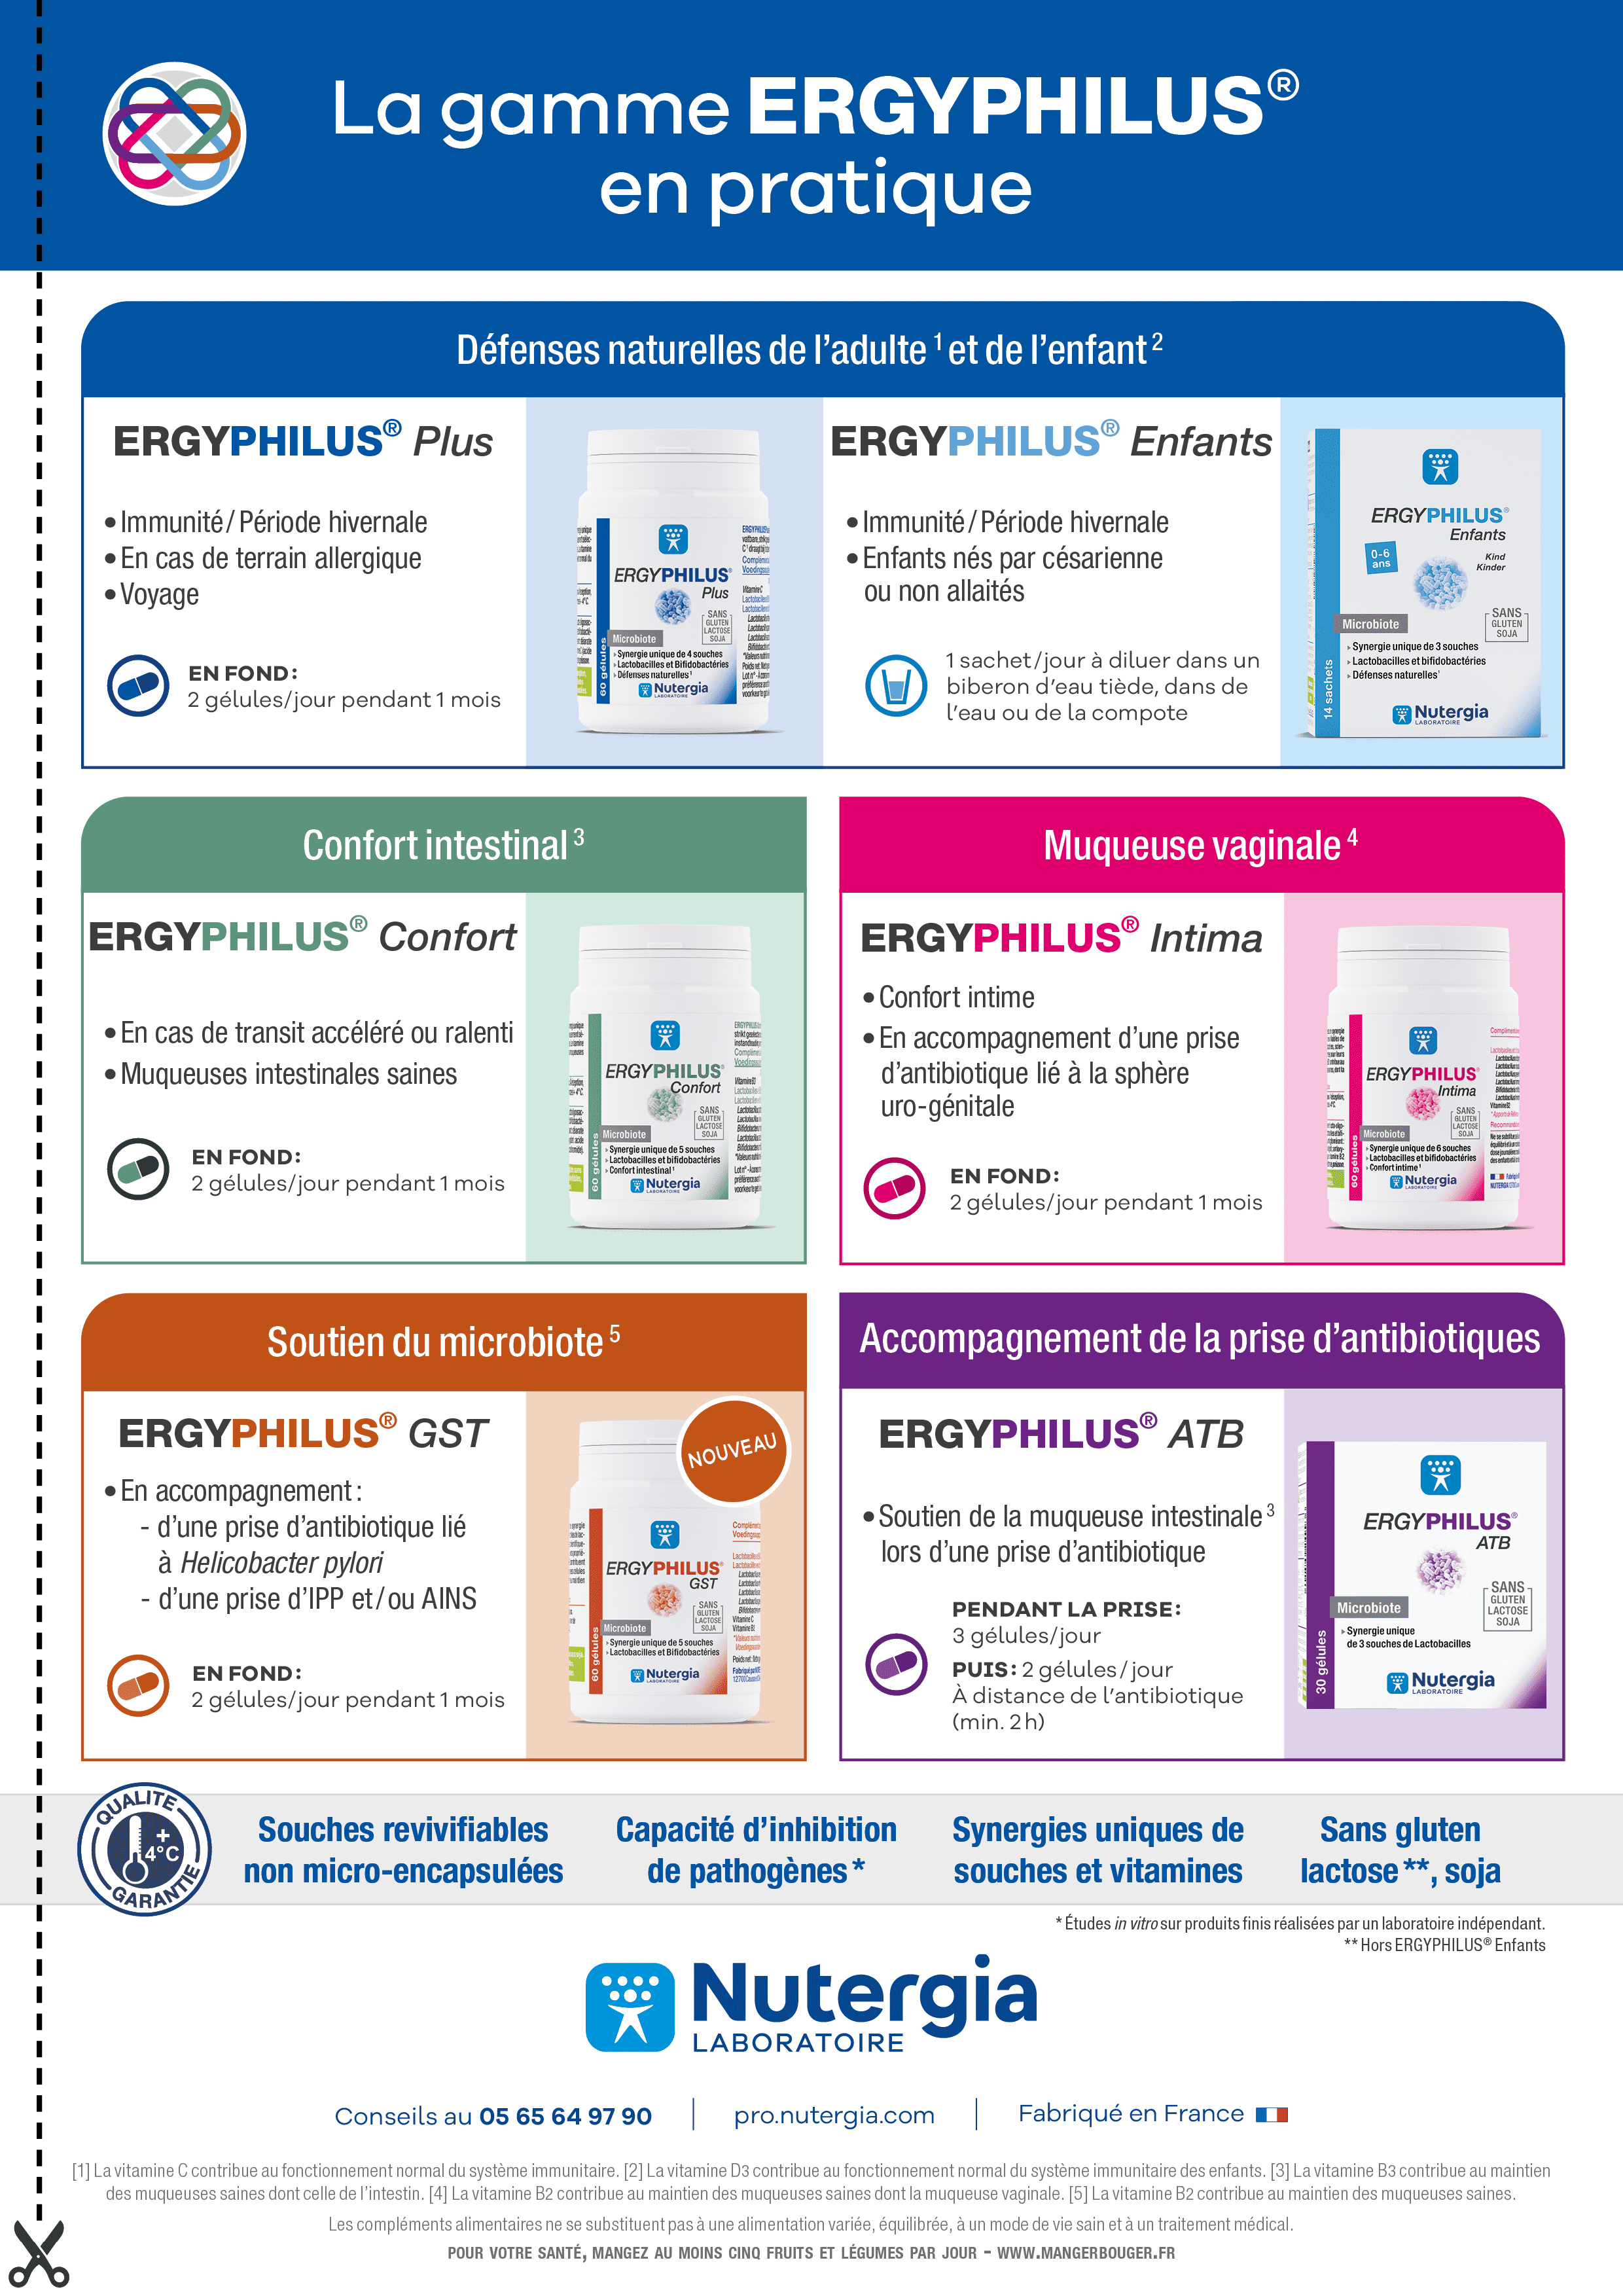 La gamme ERGYPHILUS®
en pratique
Défenses naturelles de l'adulte ¹ et de l'enfant ²
ERGYPHILUS® Plus
• Immunité / Période hivernale
• En cas de terrain allergique
• Voyage
EN FOND :
2 gélules/jour pendant 1 mois
ERGYPHILUS®
Plus
SANS
GLUTEN
LACTOSE
SOJA
Microbiote
Synergie unique de 4 souches
Lactobacilles et Bifidobactéries
Défenses naturelles¹
60 gélules
Nutergia
LABORATOIRE
ERGYPHILUS® Enfants
• Immunité / Période hivernale
• Enfants nés par césarienne
ou non allaités
1 sachet/jour à diluer dans un
biberon d'eau tiède, dans de
l'eau ou de la compote
ERGYPHILUS®
Enfants
0-6
ans
Kind
Kinder
SANS
GLUTEN
SOJA
Microbiote
Synergie unique de 3 souches
Lactobacilles et bifidobactéries
Défenses naturelles¹
14 sachets
Nutergia
LABORATOIRE
Confort intestinal ³
ERGYPHILUS® Confort
• En cas de transit accéléré ou ralenti
• Muqueuses intestinales saines
EN FOND :
2 gélules/jour pendant 1 mois
ERGYPHILUS®
Confort
SANS
GLUTEN
LACTOSE
SOJA
Microbiote
Synergie unique de 5 souches
Lactobacilles et bifidobactéries
Confort intestinal¹
60 gélules
Nutergia
LABORATOIRE
Muqueuse vaginale ⁴
ERGYPHILUS® Intima
• Confort intime
• En accompagnement d'une prise
d'antibiotique lié à la sphère
uro-génitale
EN FOND :
2 gélules/jour pendant 1 mois
ERGYPHILUS®
Intima
SANS
GLUTEN
LACTOSE
SOJA
Microbiote
Synergie unique de 6 souches
Lactobacilles et bifidobactéries
Confort intime¹
60 gélules
Nutergia
LABORATOIRE
Soutien du microbiote ⁵
ERGYPHILUS® GST
• En accompagnement :
- d'une prise d'antibiotique lié
à Helicobacter pylori
- d'une prise d'IPP et / ou AINS
EN FOND :
2 gélules/jour pendant 1 mois
NOUVEAU
ERGYPHILUS®
GST
SANS
GLUTEN
LACTOSE
SOJA
Microbiote
Synergie unique de 5 souches
Lactobacilles et Bifidobactéries
60 gélules
Nutergia
LABORATOIRE
Accompagnement de la prise d'antibiotiques
ERGYPHILUS® ATB
• Soutien de la muqueuse intestinale ³
lors d'une prise d'antibiotique
PENDANT LA PRISE :
3 gélules/jour
PUIS : 2 gélules / jour
À distance de l'antibiotique
(min. 2 h)
ERGYPHILUS®
ATB
SANS
GLUTEN
LACTOSE
SOJA
Microbiote
Synergie unique
de 3 souches de Lactobacilles
30 gélules
Nutergia
LABORATOIRE
QUALITE
+
4°C
GARANTIE
Souches revivifiables
non micro-encapsulées
Capacité d'inhibition
de pathogènes *
Synergies uniques de
souches et vitamines
Sans gluten
lactose **, soja
* Études in vitro sur produits finis réalisées par un laboratoire indépendant.
** Hors ERGYPHILUS® Enfants
Nutergia
LABORATOIRE
Conseils au 05 65 64 97 90 | pro.nutergia.com | Fabriqué en France
[1] La vitamine C contribue au fonctionnement normal du système immunitaire. [2] La vitamine D3 contribue au fonctionnement normal du système immunitaire des enfants. [3] La vitamine B3 contribue au maintien
des muqueuses saines dont celle de l'intestin. [4] La vitamine B2 contribue au maintien des muqueuses saines dont la muqueuse vaginale. [5] La vitamine B2 contribue au maintien des muqueuses saines.
Les compléments alimentaires ne se substituent pas à une alimentation variée, équilibrée, à un mode de vie sain et à un traitement médical.
POUR VOTRE SANTÉ, MANGEZ AU MOINS CINQ FRUITS ET LÉGUMES PAR JOUR - WWW.MANGERBOUGER.FR